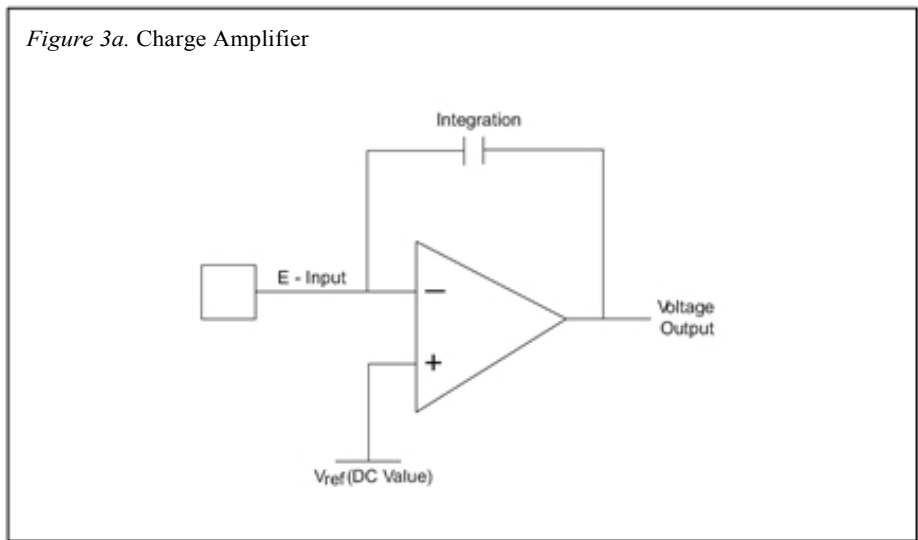 Figure 3a. Charge Amplifier
Integration
E - Input
−
+
Voltage
Output
Vref(DC Value)